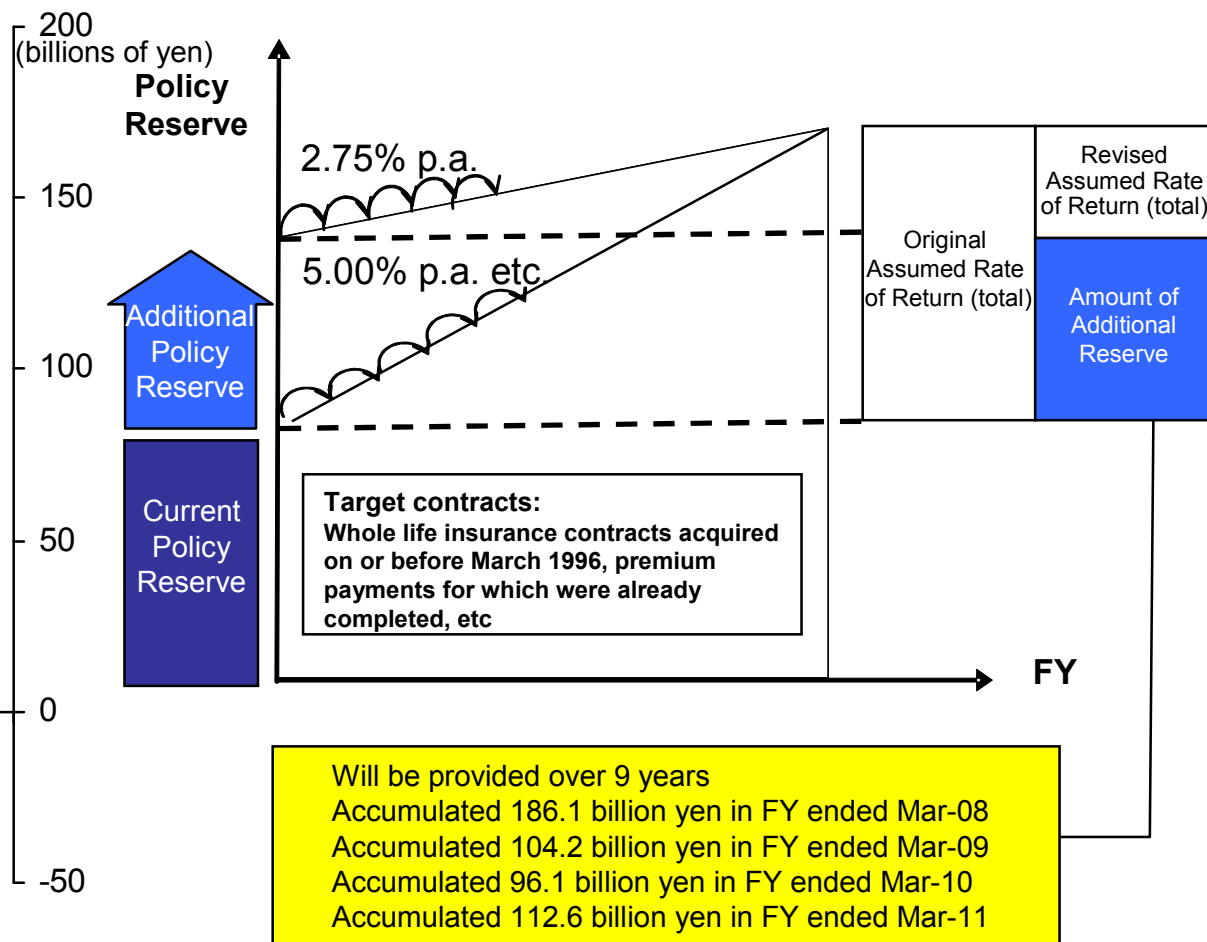 200
(billions of yen)
Policy
Reserve
150
100
50
0
-50
2.75% p.a.
5.00% p.a. etc.
Additional
Policy
Reserve
Current
Policy
Reserve
Original
Assumed Rate
of Return (total)
Revised
Assumed Rate
of Return (total)
Amount of
Additional
Reserve
Target contracts:
Whole life insurance contracts acquired
on or before March 1996, premium
payments for which were already
completed, etc
FY
Will be provided over 9 years
Accumulated 186.1 billion yen in FY ended Mar-08
Accumulated 104.2 billion yen in FY ended Mar-09
Accumulated 96.1 billion yen in FY ended Mar-10
Accumulated 112.6 billion yen in FY ended Mar-11